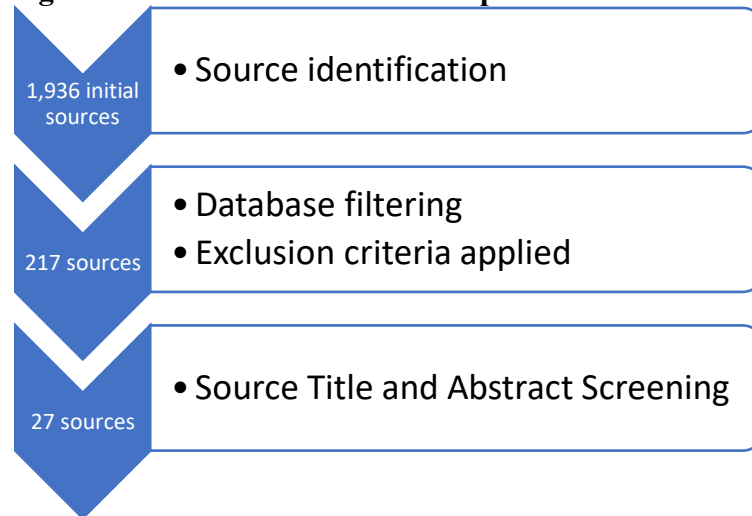 1,936 initial
sources
• Source identification
217 sources
• Database filtering
• Exclusion criteria applied
27 sources
• Source Title and Abstract Screening